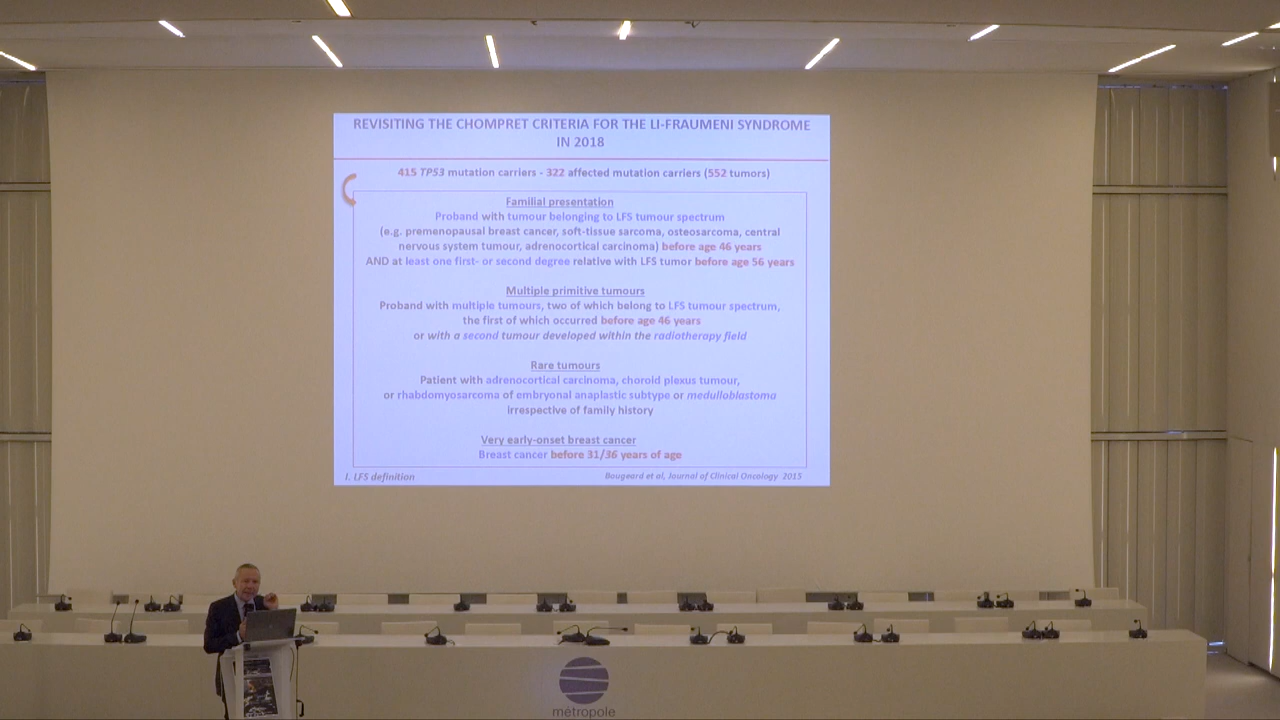 REVISITING THE CHOMPRET CRITERIA FOR THE LI-FRAUMENI SYNDROME
IN 2018
415 TP53 mutation carriers - 322 affected mutation carriers (552 tumors)
Familial presentation
Proband with tumour belonging to LFS tumour spectrum
(e.g. premenopausal breast cancer, soft-tissue sarcoma, osteosarcoma, central
nervous system tumour, adrenocortical carcinoma) before age 46 years
AND at least one first- or second degree relative with LFS tumor before age 56 years
Multiple primitive tumours
Proband with multiple tumours, two of which belong to LFS tumour spectrum,
the first of which occurred before age 46 years
or with a second tumour developed within the radiotherapy field
Rare tumours
Patient with adrenocortical carcinoma, choroid plexus tumour,
or rhabdomyosarcoma of embryonal anaplastic subtype or medulloblastoma
irrespective of family history
Very early-onset breast cancer
Breast cancer before 31/36 years of age
I. LFS definition
Bougeard et al, Journal of Clinical Oncology 2015
métropole